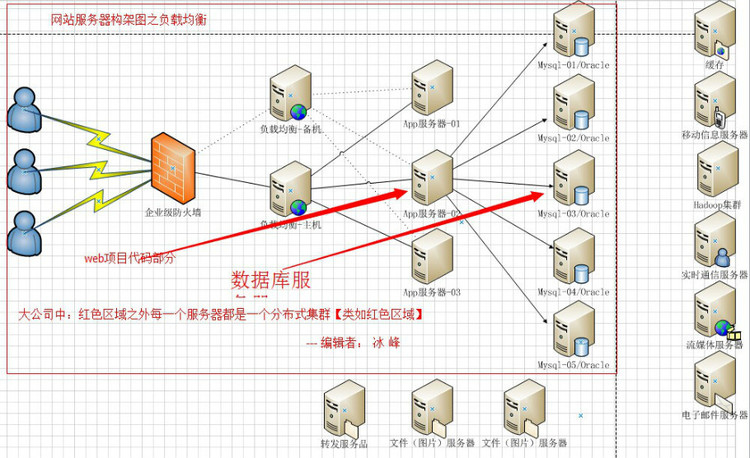 网站服务器构架图之负载均衡
Mysql-01/Oracle
缓存
负载均衡-备机
App服务器-01
Mysql-02/Oracle
移动信息服务器
企业级防火墙
负载均衡-主机
App服务器-02
Mysql-03/Oracle
Hadoop集群
web项目代码部分
数据库服
实时通信服务器
App服务器-03
Mysql-04/Oracle
大公司中：红色区域之外每一个服务器都是一个分布式集群【类如红色区域】
--- 编辑者： 冰 峰
流媒体服务器
Mysql-05/Oracle
电子邮件服务器
转发服务品
文件（图片）服务器
文件（图片）服务器